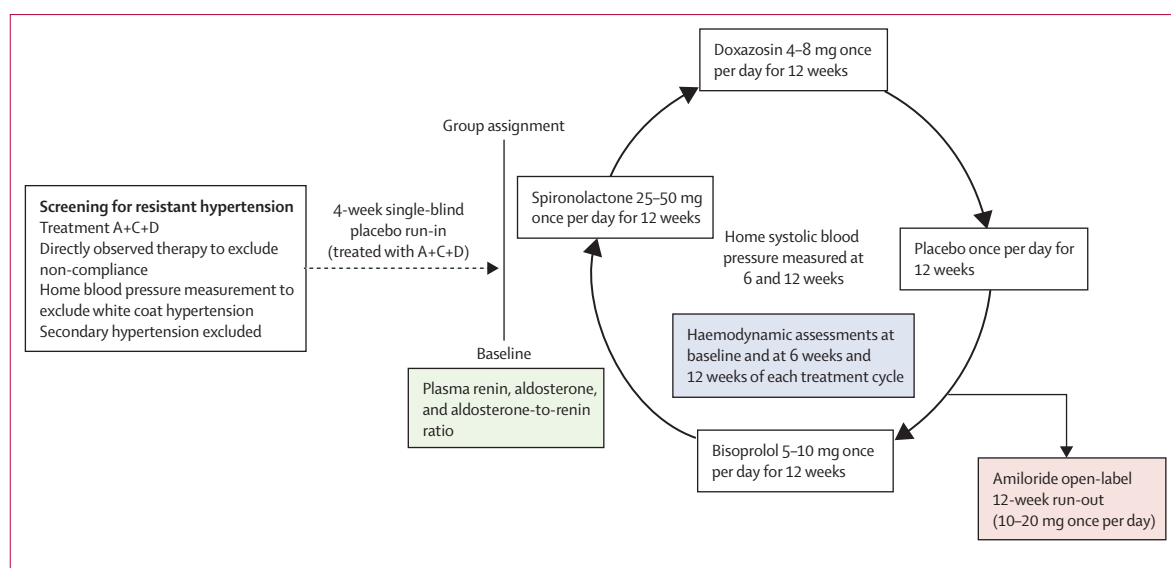 Screening for resistant hypertension
Treatment A+C+D
Directly observed therapy to exclude
non-compliance
Home blood pressure measurement to
exclude white coat hypertension
Secondary hypertension excluded
4-week single-blind
placebo run-in
(treated with A+C+D)
Group assignment
Baseline
Plasma renin, aldosterone,
and aldosterone-to-renin
ratio
Doxazosin 4–8 mg once
per day for 12 weeks
Spironolactone 25–50 mg
once per day for 12 weeks
Home systolic blood
pressure measured at
6 and 12 weeks
Placebo once per day for
12 weeks
Haemodynamic assessments at
baseline and at 6 weeks and
12 weeks of each treatment cycle
Bisoprolol 5–10 mg once
per day for 12 weeks
Amiloride open-label
12-week run-out
(10–20 mg once per day)